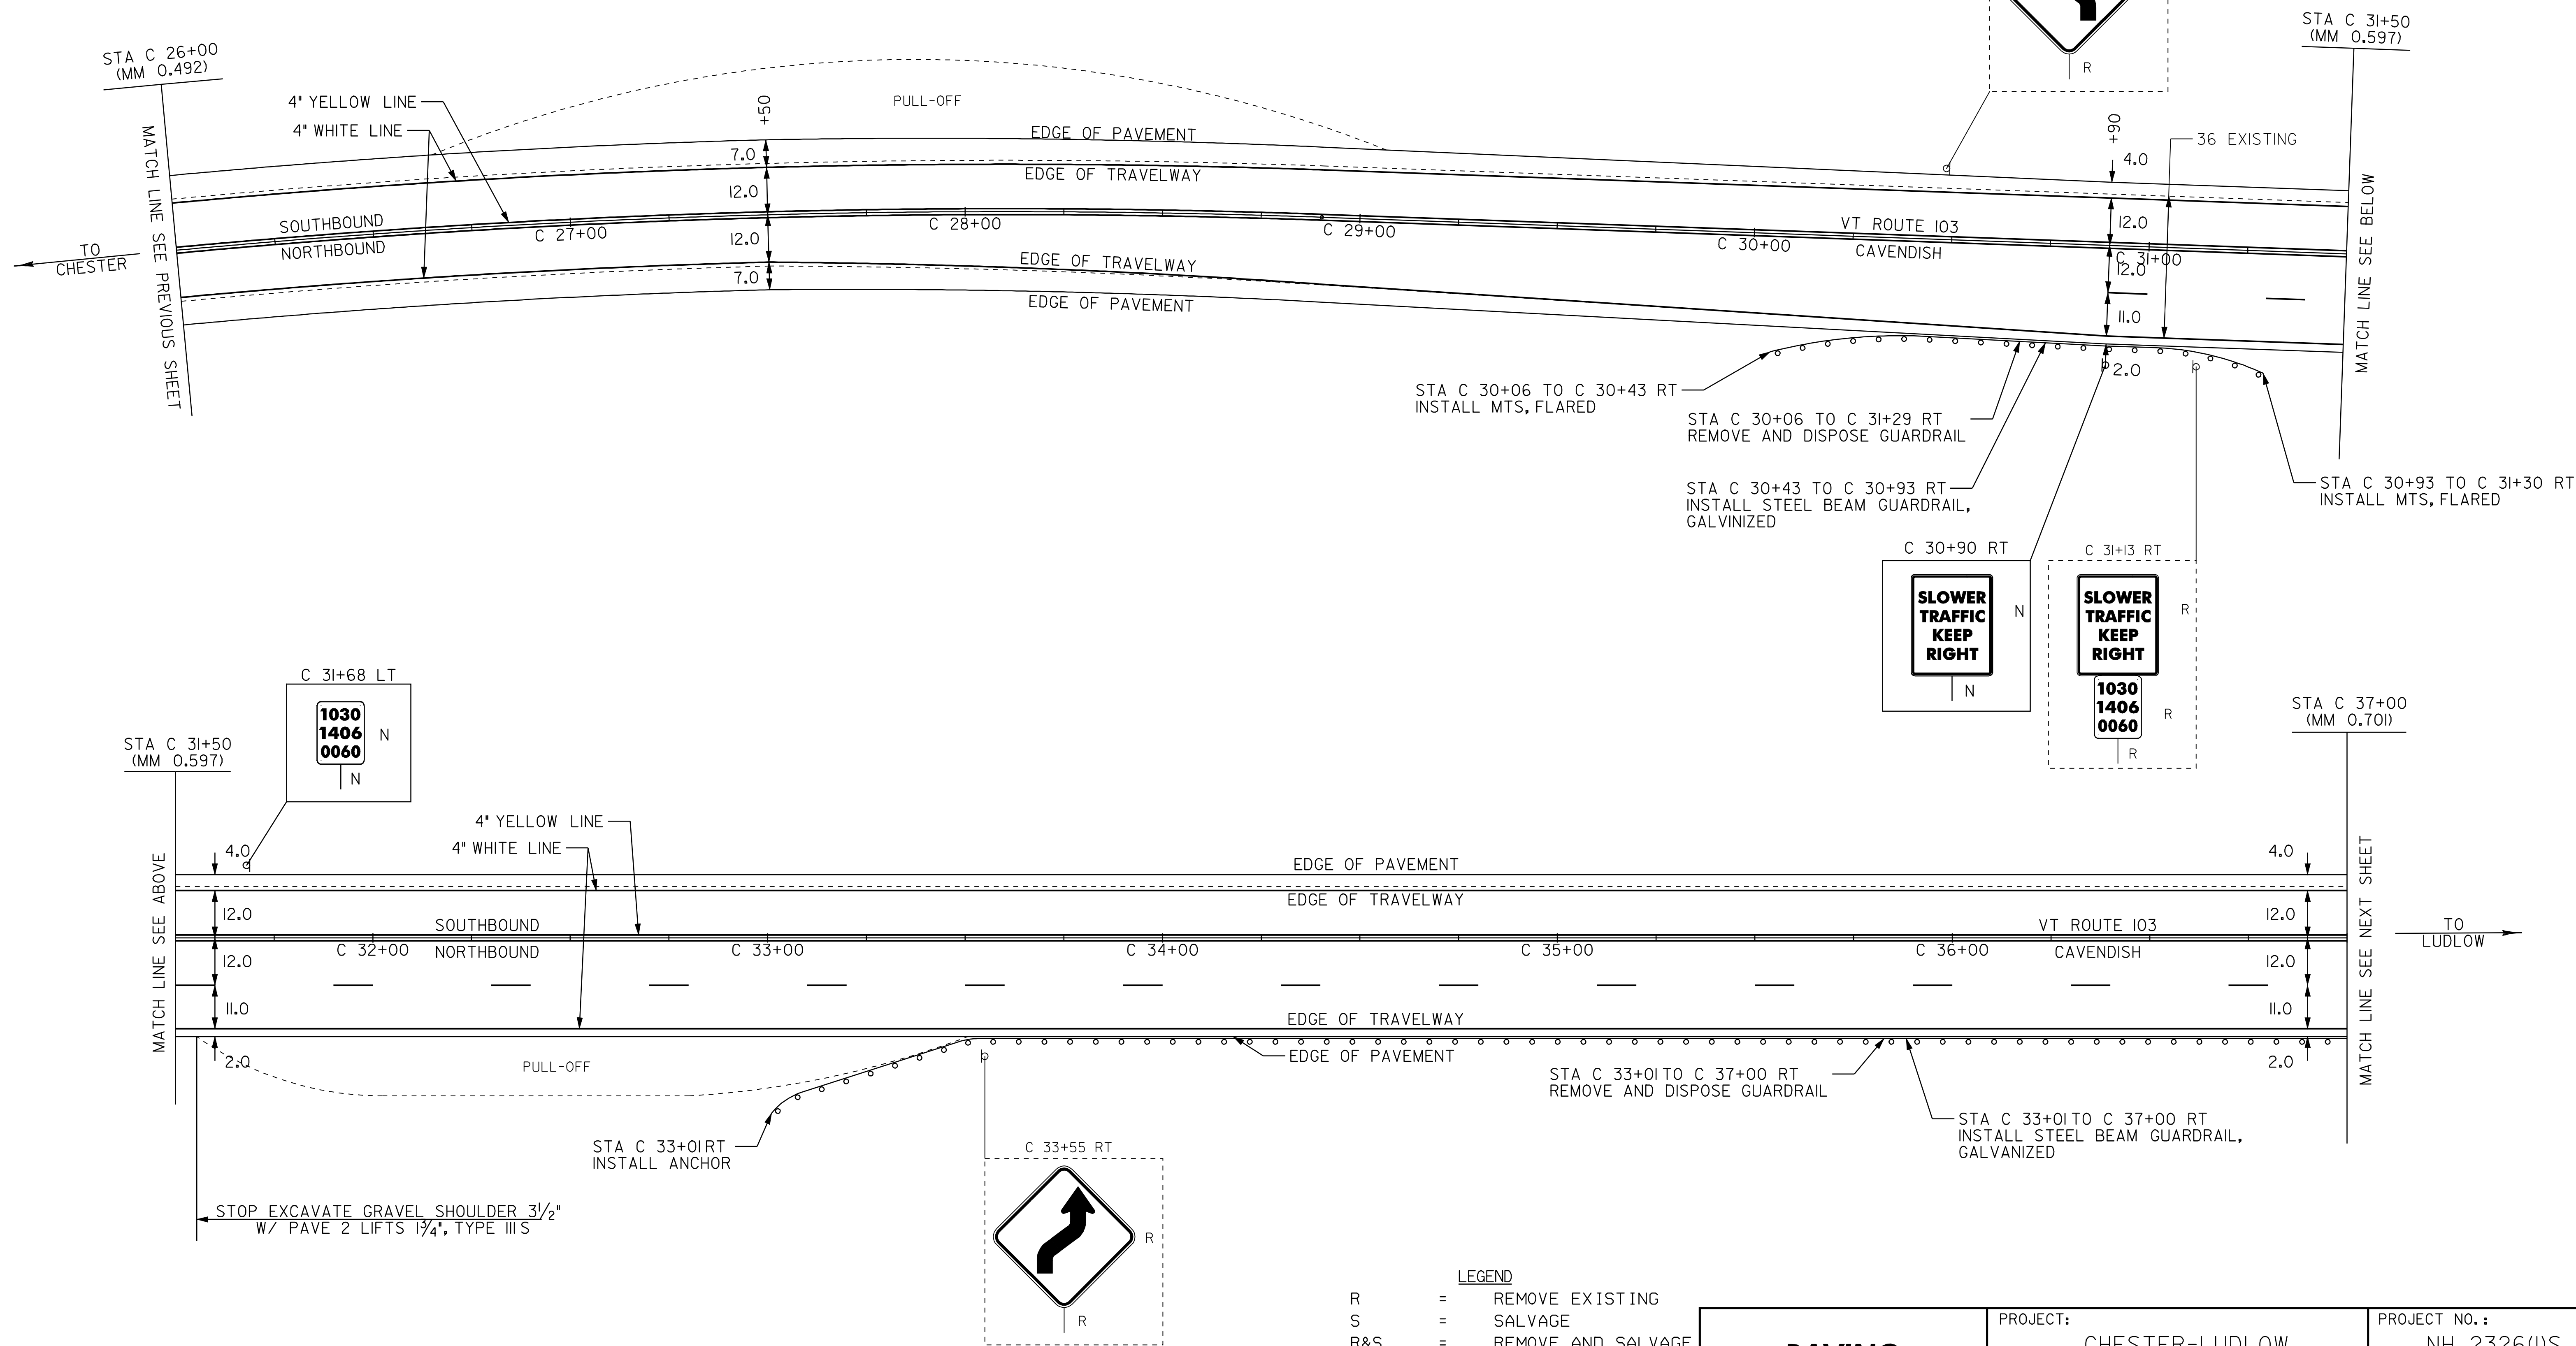 STA C 26+00
(MM 0.492)
STA C 31+50
(MM 0.597)
R
4" YELLOW LINE
4" WHITE LINE
PULL-OFF
+50
+90
36 EXISTING
EDGE OF PAVEMENT
7.0
4.0
EDGE OF TRAVELWAY
12.0
12.0
SOUTHBOUND
NORTHBOUND
C 27+00
C 28+00
C 29+00
C 30+00
C 31+00
VT ROUTE 103
CAVENDISH
TO
CHESTER
MATCH LINE SEE PREVIOUS SHEET
MATCH LINE SEE BELOW
12.0
12.0
EDGE OF TRAVELWAY
7.0
11.0
EDGE OF PAVEMENT
2.0
STA C 30+06 TO C 30+43 RT
INSTALL MTS, FLARED
STA C 30+06 TO C 31+29 RT
REMOVE AND DISPOSE GUARDRAIL
STA C 30+43 TO C 30+93 RT
INSTALL STEEL BEAM GUARDRAIL,
GALVINIZED
STA C 30+93 TO C 31+30 RT
INSTALL MTS, FLARED
C 30+90 RT
SLOWER
TRAFFIC
KEEP
RIGHT
N
N
C 31+13 RT
SLOWER
TRAFFIC
KEEP
RIGHT
R
1030
1406
0060
R
R
C 31+68 LT
1030
1406
0060
N
N
STA C 31+50
(MM 0.597)
STA C 37+00
(MM 0.701)
4" YELLOW LINE
4" WHITE LINE
4.0
EDGE OF PAVEMENT
4.0
EDGE OF TRAVELWAY
12.0
12.0
SOUTHBOUND
NORTHBOUND
C 32+00
C 33+00
C 34+00
C 35+00
C 36+00
VT ROUTE 103
CAVENDISH
TO
LUDLOW
MATCH LINE SEE ABOVE
MATCH LINE SEE NEXT SHEET
12.0
12.0
11.0
11.0
EDGE OF TRAVELWAY
2.0
2.0
PULL-OFF
EDGE OF PAVEMENT
STA C 33+01 TO C 37+00 RT
REMOVE AND DISPOSE GUARDRAIL
STA C 33+01 TO C 37+00 RT
INSTALL STEEL BEAM GUARDRAIL,
GALVANIZED
STA C 33+01 RT
INSTALL ANCHOR
C 33+55 RT
R
R
STOP EXCAVATE GRAVEL SHOULDER 3 1/2"
W/ PAVE 2 LIFTS 1 3/4", TYPE III S
LEGEND
R = REMOVE EXISTING
S = SALVAGE
R&S = REMOVE AND SALVAGE
PAVING
PROJECT:
CHESTER-LUDLOW
PROJECT NO.:
NH 2326(1)S